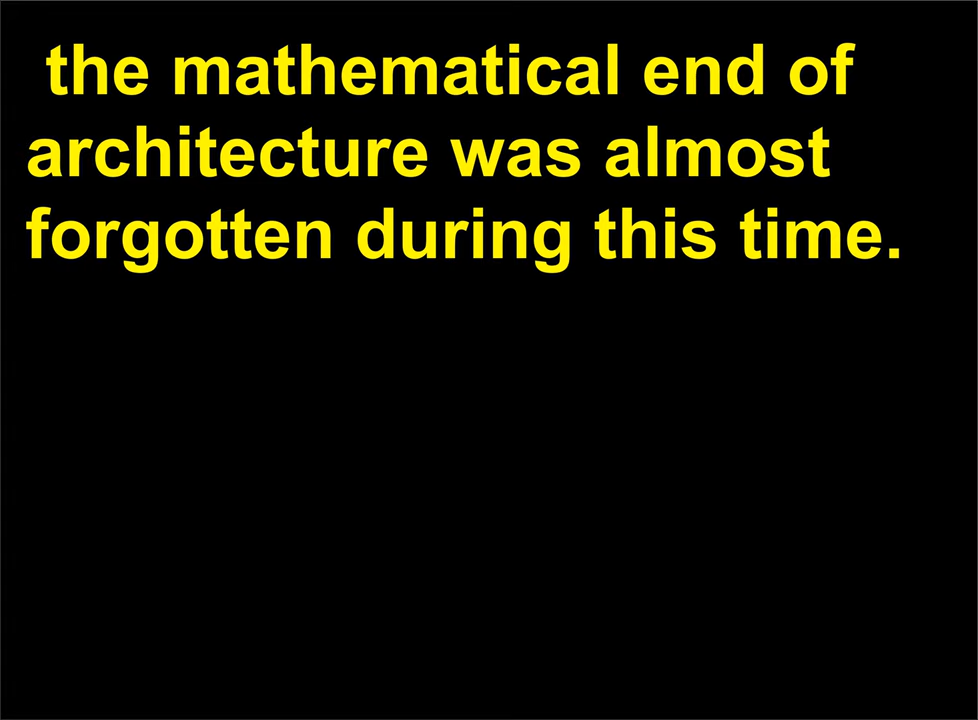 the mathematical end of
architecture was almost
forgotten during this time.